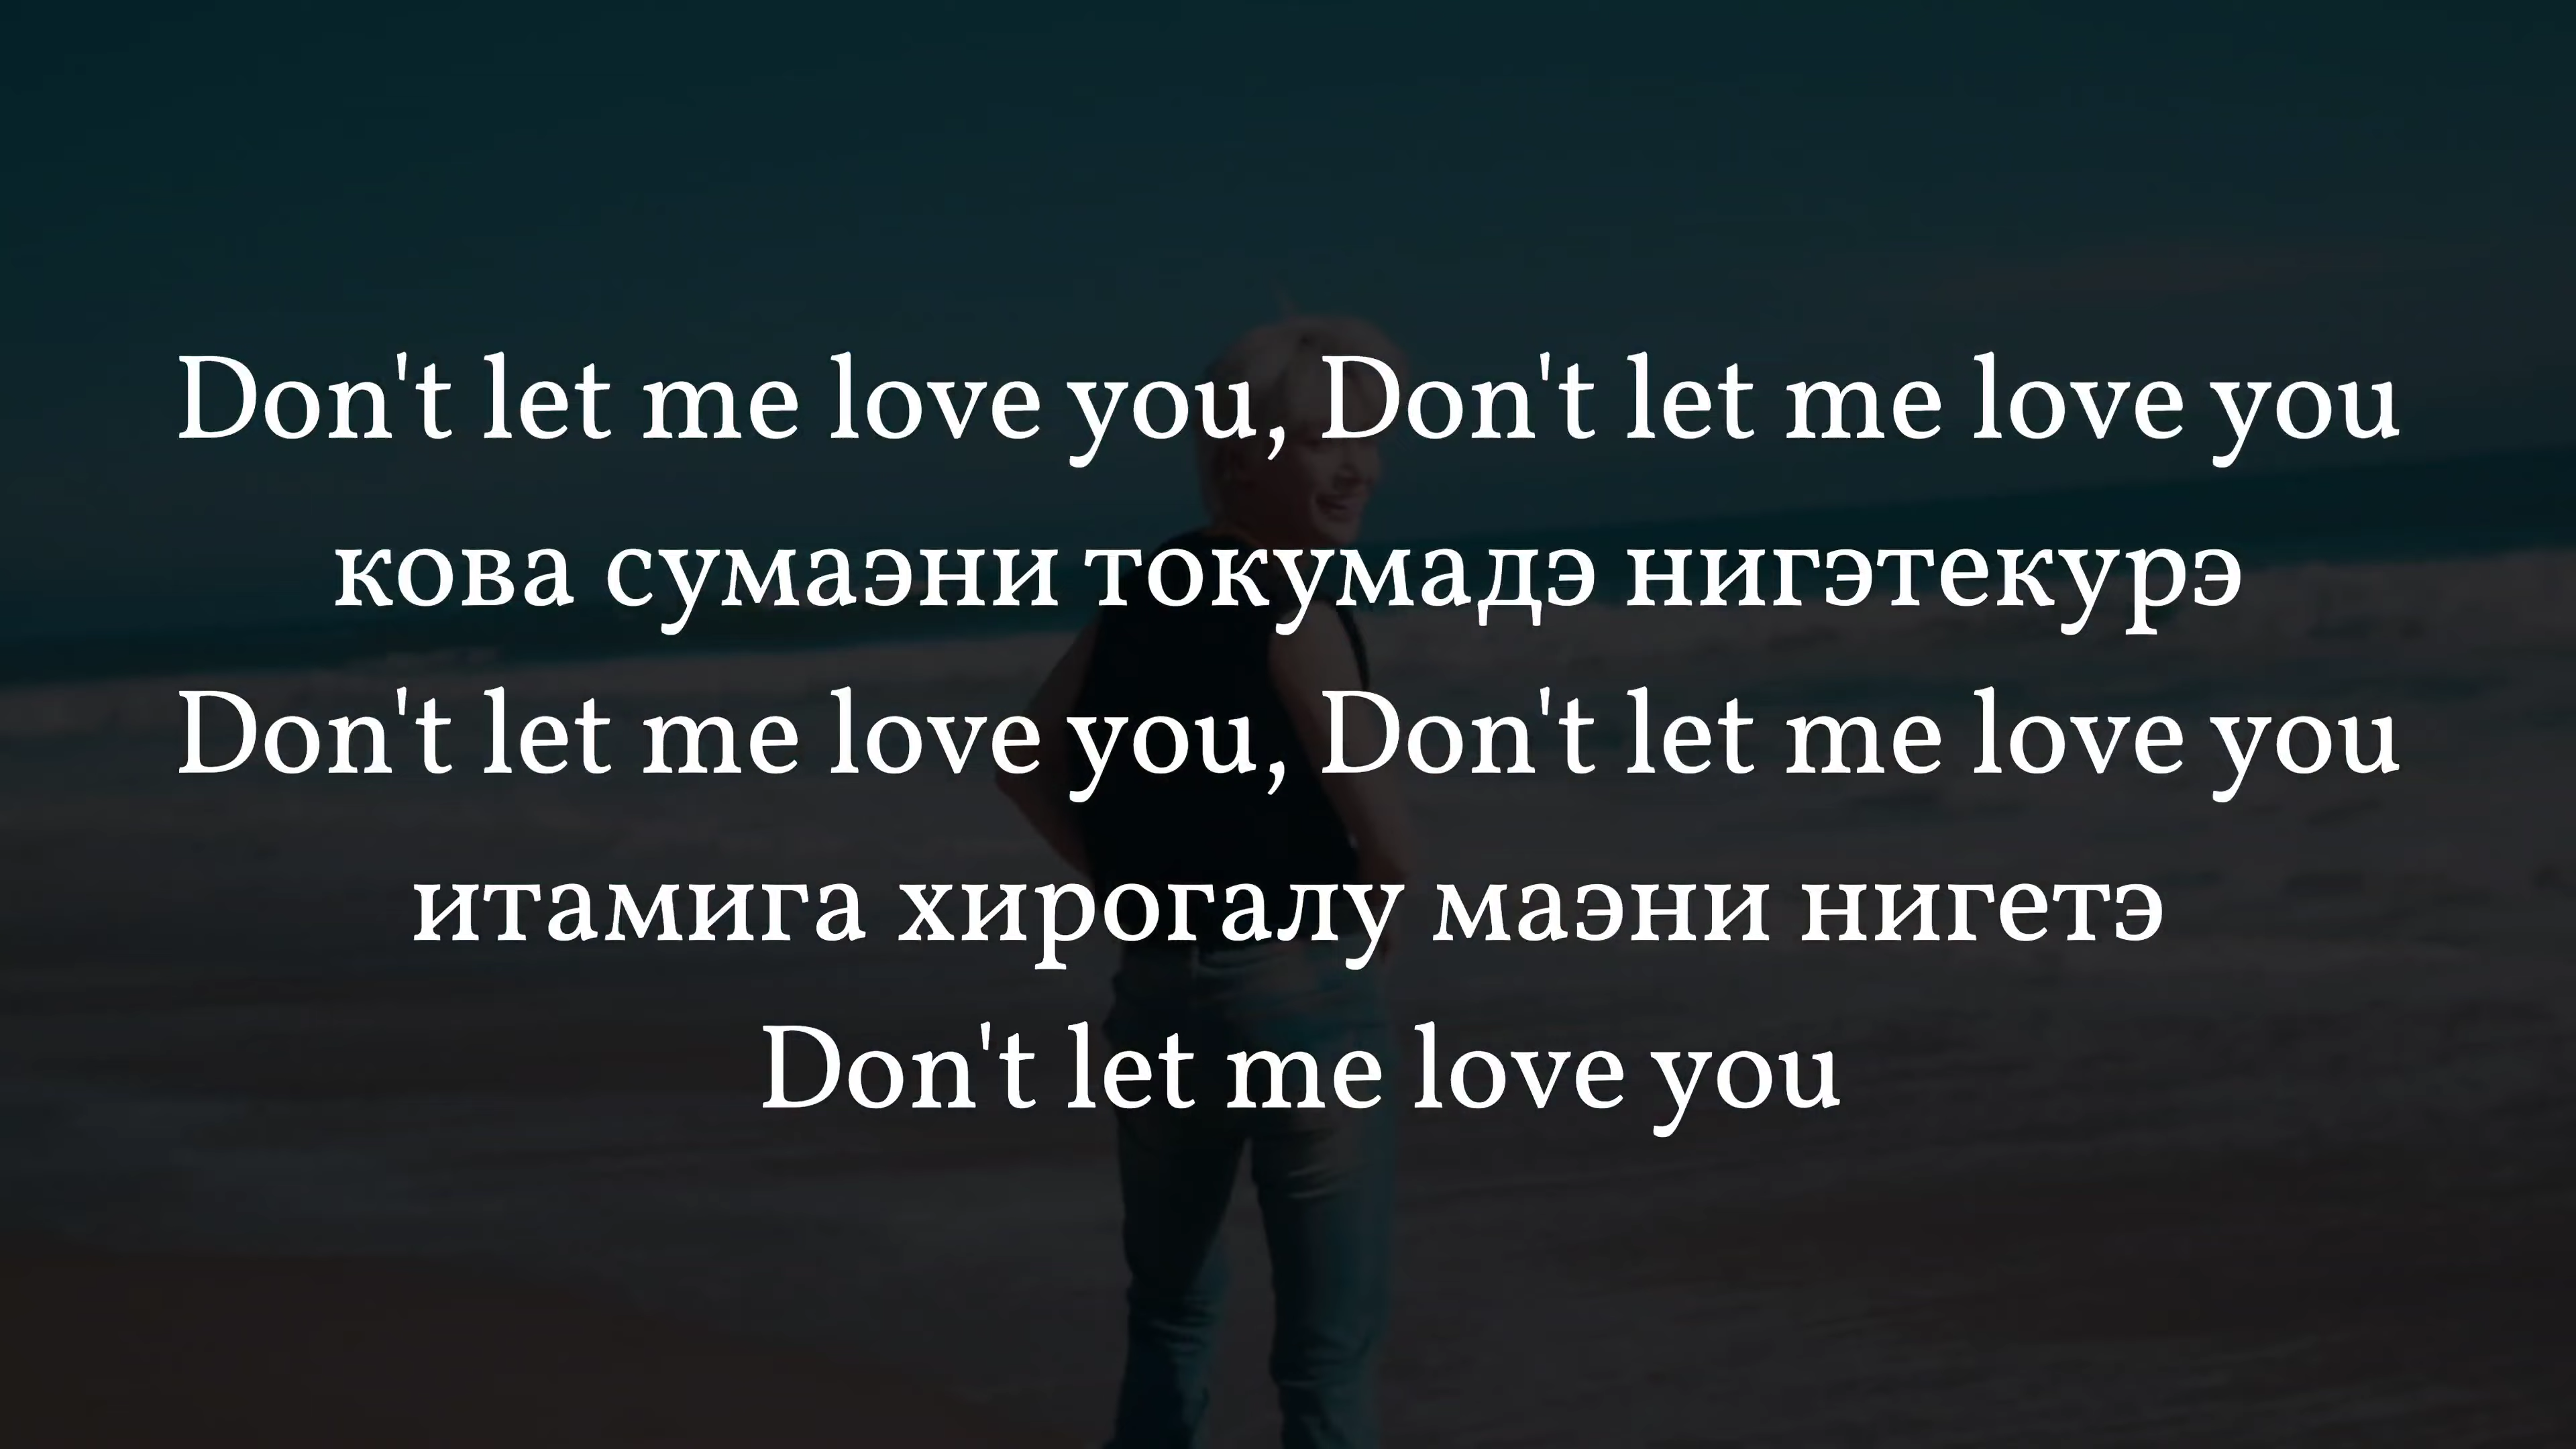 Don't let me love you, Don't let me love you
кова сумаэни токумадэ нигэтекурэ
Don't let me love you, Don't let me love you
итамига хирогалу маэни нигетэ
Don't let me love you